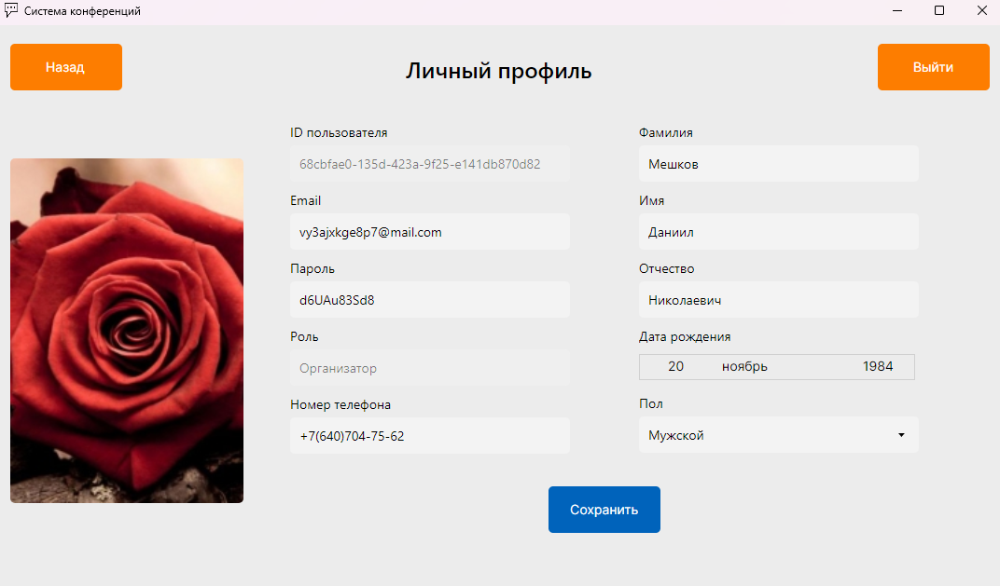 Система конференций
Назад
Личный профиль
Выйти
ID пользователя
68cbfae0-135d-423a-9f25-e141db870d82
Email
vy3ajxkge8p7@mail.com
Пароль
d6UAu83Sd8
Роль
Организатор
Номер телефона
+7(640)704-75-62
Фамилия
Мешков
Имя
Даниил
Отчество
Николаевич
Дата рождения
20 ноябрь 1984
Пол
Мужской
Сохранить